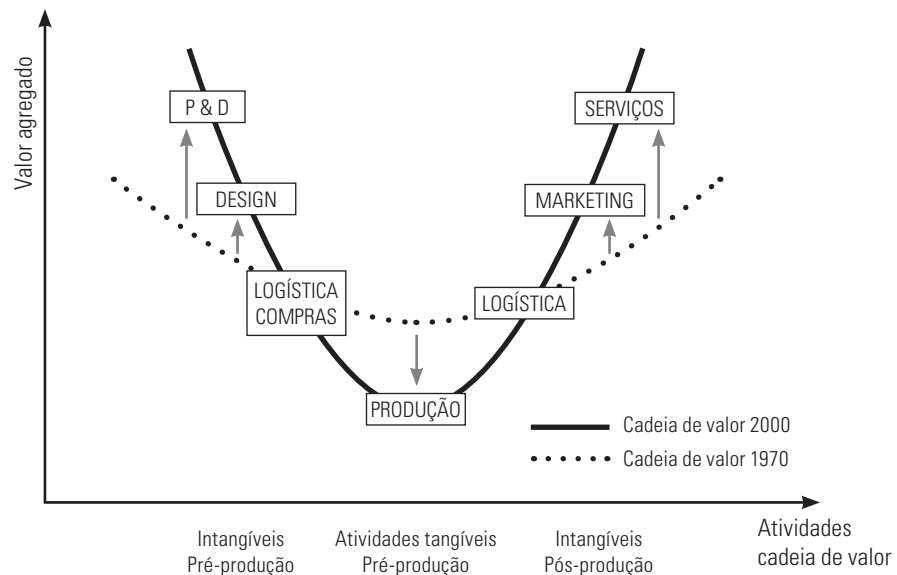 Valor agregado
P & D
SERVIÇOS
DESIGN
MARKETING
LOGÍSTICA
COMPRAS
LOGÍSTICA
PRODUÇÃO
Cadeia de valor 2000
Cadeia de valor 1970
Intangíveis
Pré-produção
Atividades tangíveis
Pré-produção
Intangíveis
Pós-produção
Atividades
cadeia de valor